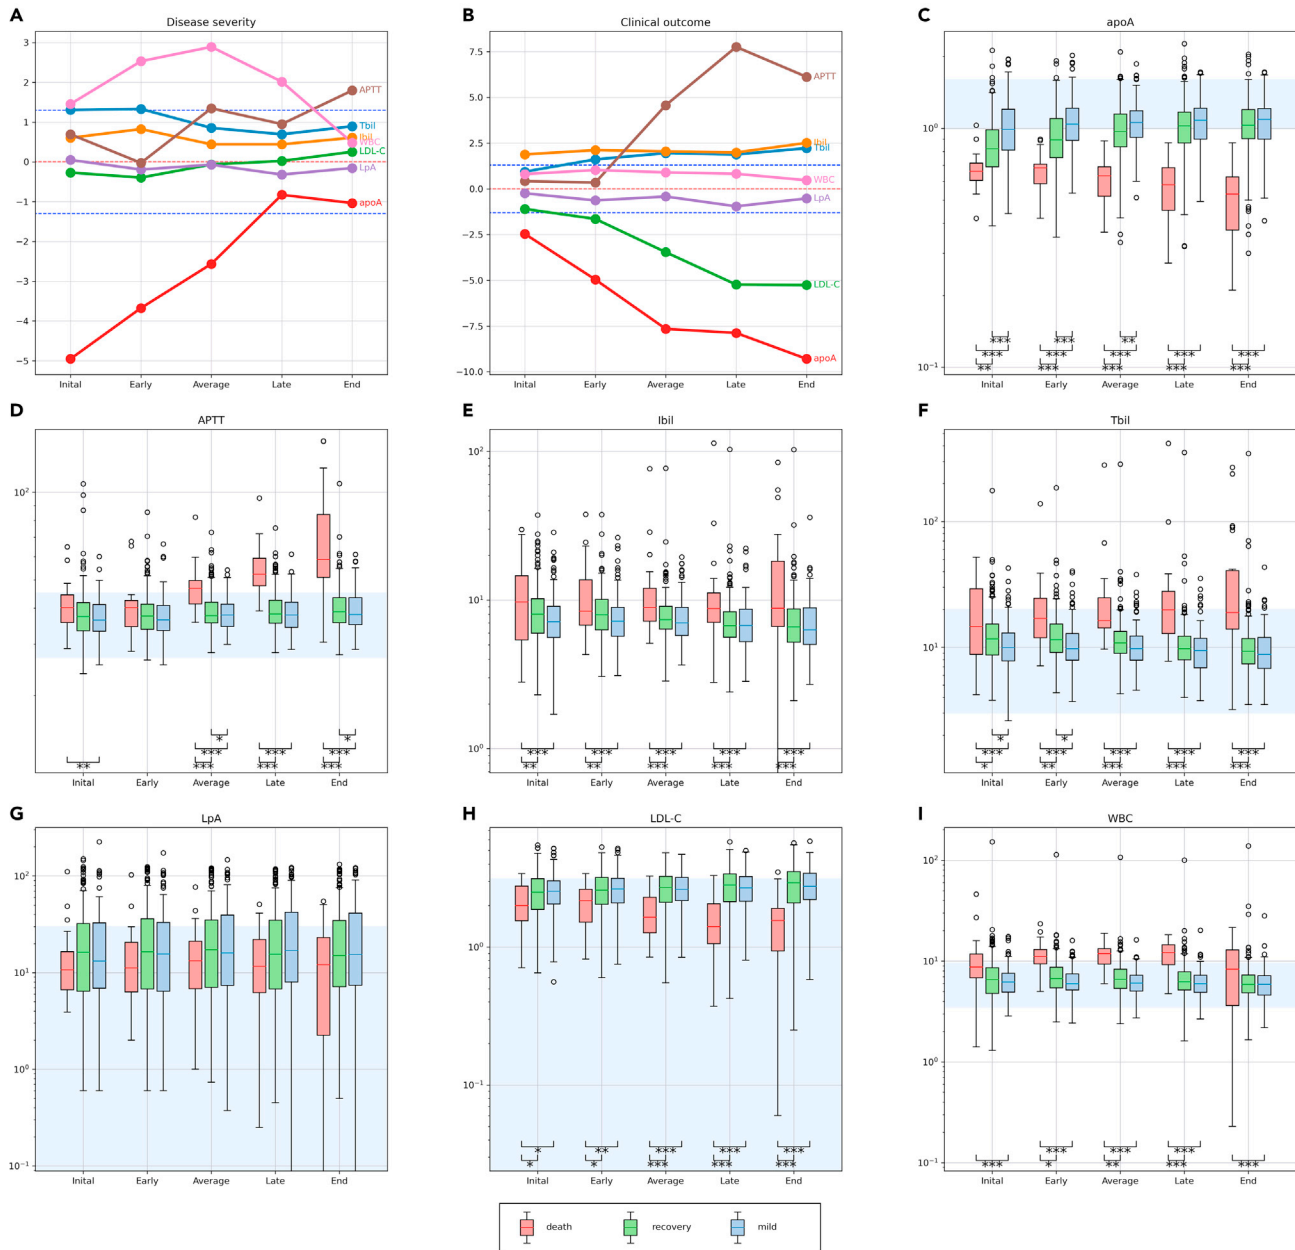 A
Disease severity
3
2
1
0
−1
−2
−3
−4
−5
APTT
Tbil
Ibil
WBC
LDL-C
LpA
apoA
Inital Early Average Late End
B
Clinical outcome
7.5
5.0
2.5
0.0
−2.5
−5.0
−7.5
−10.0
APTT
Ibil
Tbil
WBC
LpA
LDL-C
apoA
Inital Early Average Late End
C
apoA
10⁰
10⁻¹
*** *** **
*** *** *** *** ***
** *** *** *** ***
Inital Early Average Late End
D
APTT
10²
* *
** *** *** ***
*** *** ***
Inital Early Average Late End
E
Ibil
10²
10¹
10⁰
*** *** *** *** ***
** ** *** *** ***
Inital Early Average Late End
F
Tbil
10²
10¹
* *
*** *** *** *** ***
* ** *** *** ***
Inital Early Average Late End
G
LpA
10²
10¹
10⁰
10⁻¹
Inital Early Average Late End
H
LDL-C
10⁰
10⁻¹
* ** *** *** ***
* * *** *** ***
Inital Early Average Late End
I
WBC
10²
10¹
10⁰
10⁻¹
*** *** ***
*** * ** *** ***
Inital Early Average Late End
death recovery mild